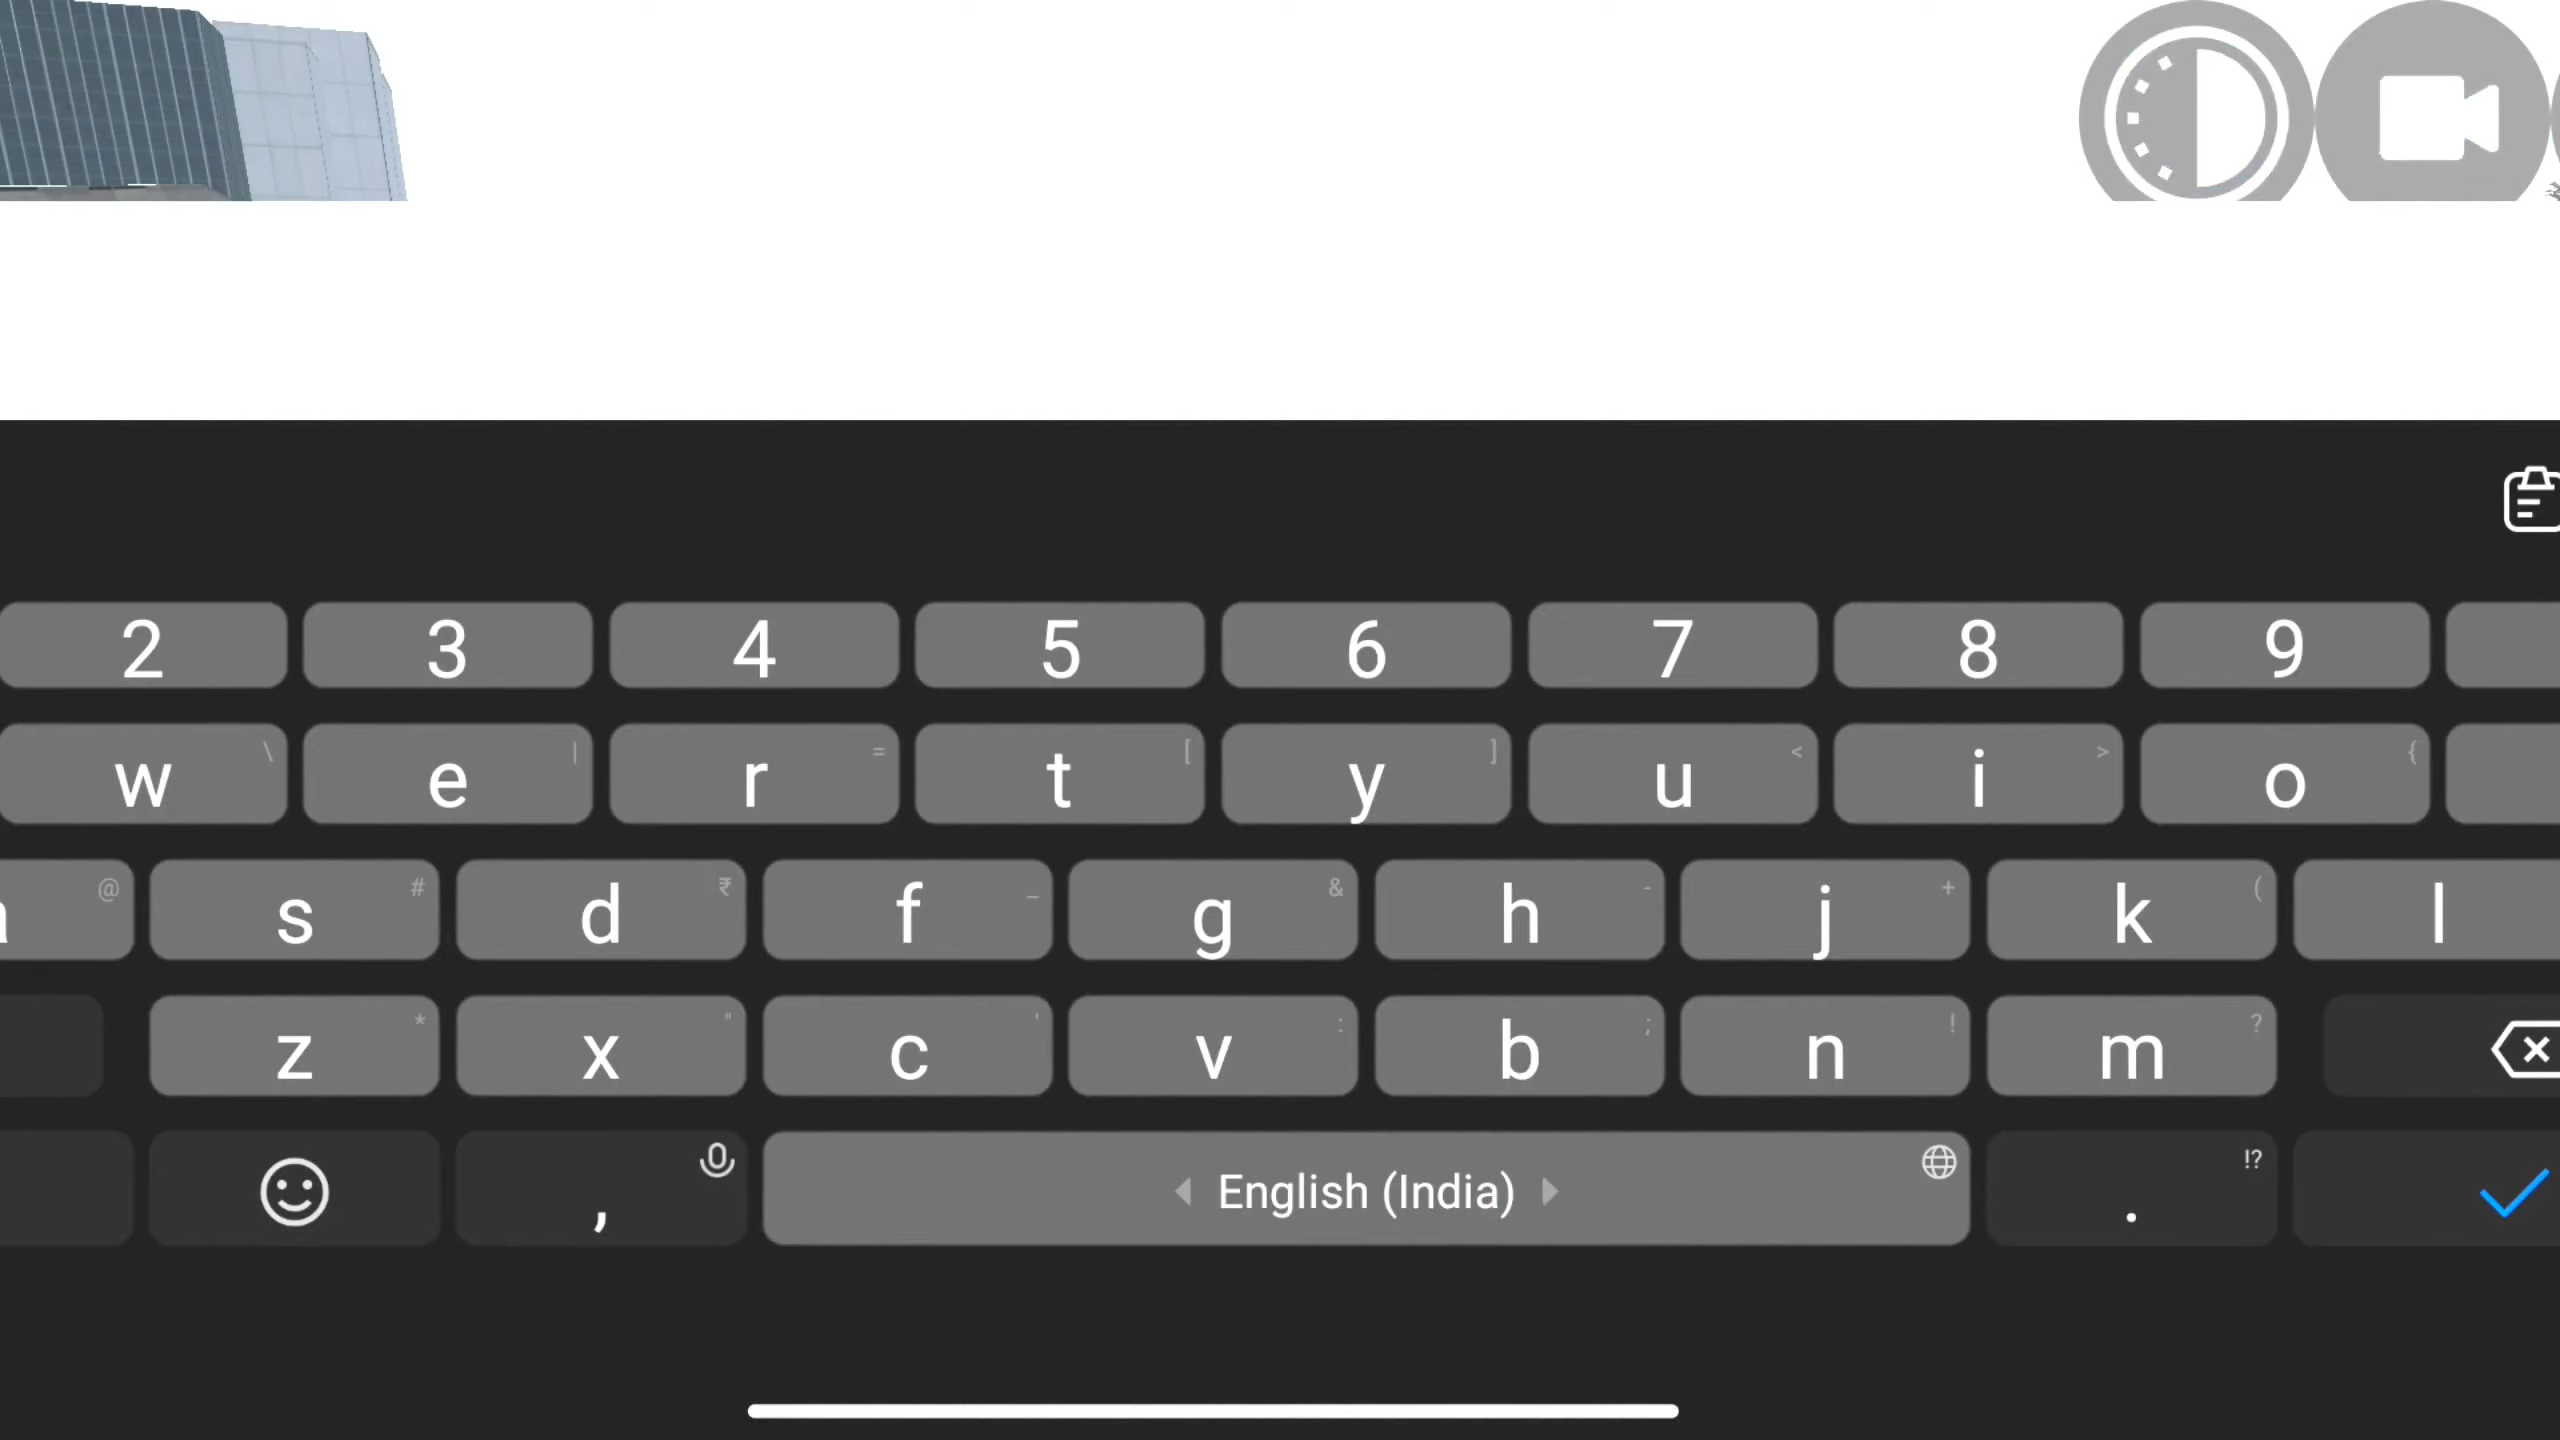 2 3 4 5 6 7 8 9
w \ e | r = t [ y ] u < i > o {
@ s # d ₹ f _ g & h - j + k ( l
z * x " c ' v : b ; n ! m ?
, English (India) . !?